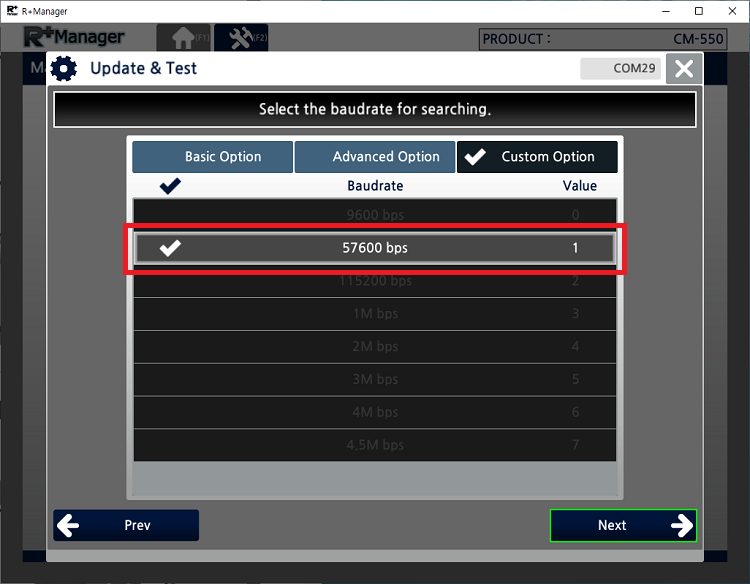 R+Manager
R+Manager (F1) (F2) PRODUCT : CM-550
Update & Test COM29
Select the baudrate for searching.
Basic Option Advanced Option Custom Option
Baudrate Value
9600 bps 0
57600 bps 1
115200 bps 2
1M bps 3
2M bps 4
3M bps 5
4M bps 6
4.5M bps 7
Prev Next